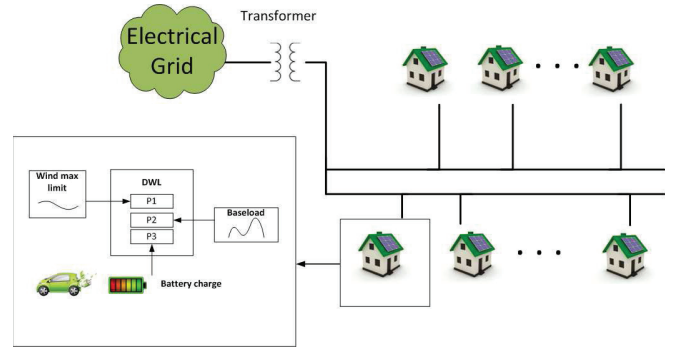 Transformer
Electrical
Grid
Wind max
limit
DWL
P1
P2
P3
Baseload
Battery charge